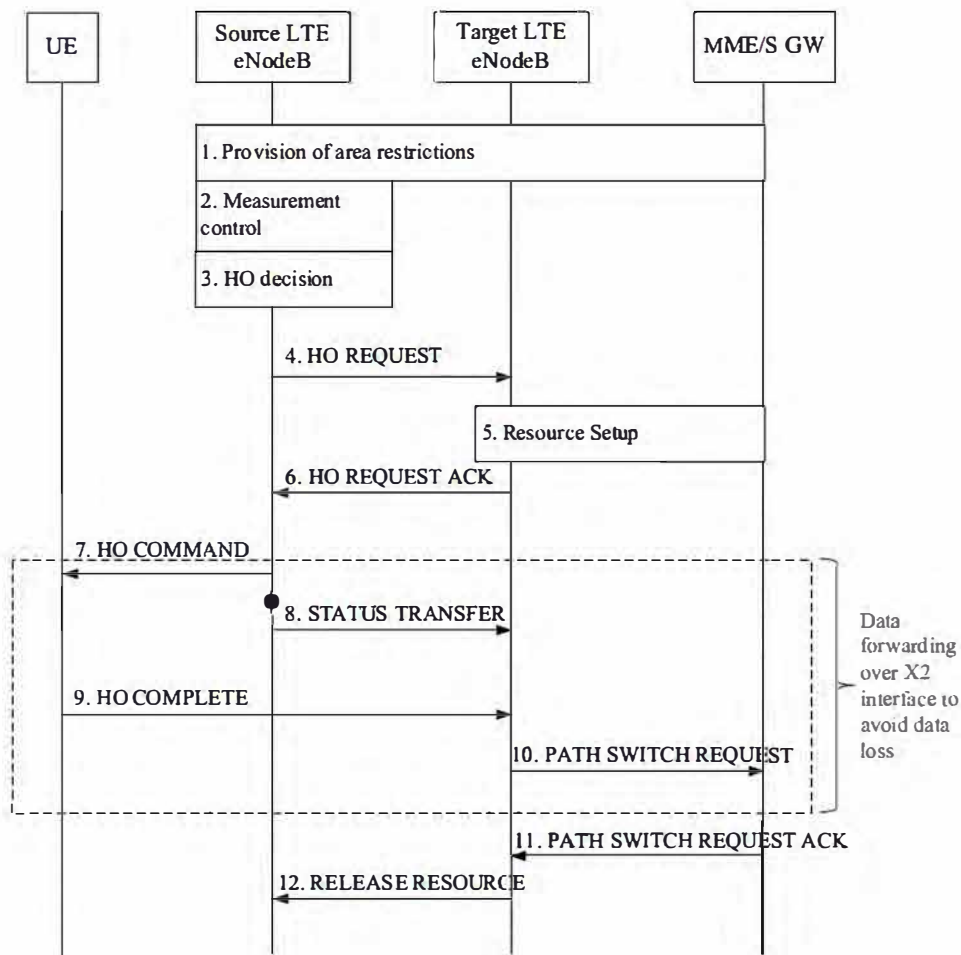 UE
Source LTE
eNodeB
Target LTE
eNodeB
MME/S GW
1. Provision of area restrictions
2. Measurement
control
3. HO decision
4. HO REQUEST
5. Resource Setup
6. HO REQUEST ACK
7. HO COMMAND
8. STATUS TRANSFER
Data
forwarding
over X2
interface to
avoid data
loss
9. HO COMPLETE
10. PATH SWITCH REQUEST
11. PATH SWITCH REQUEST ACK
12. RELEASE RESOURCE